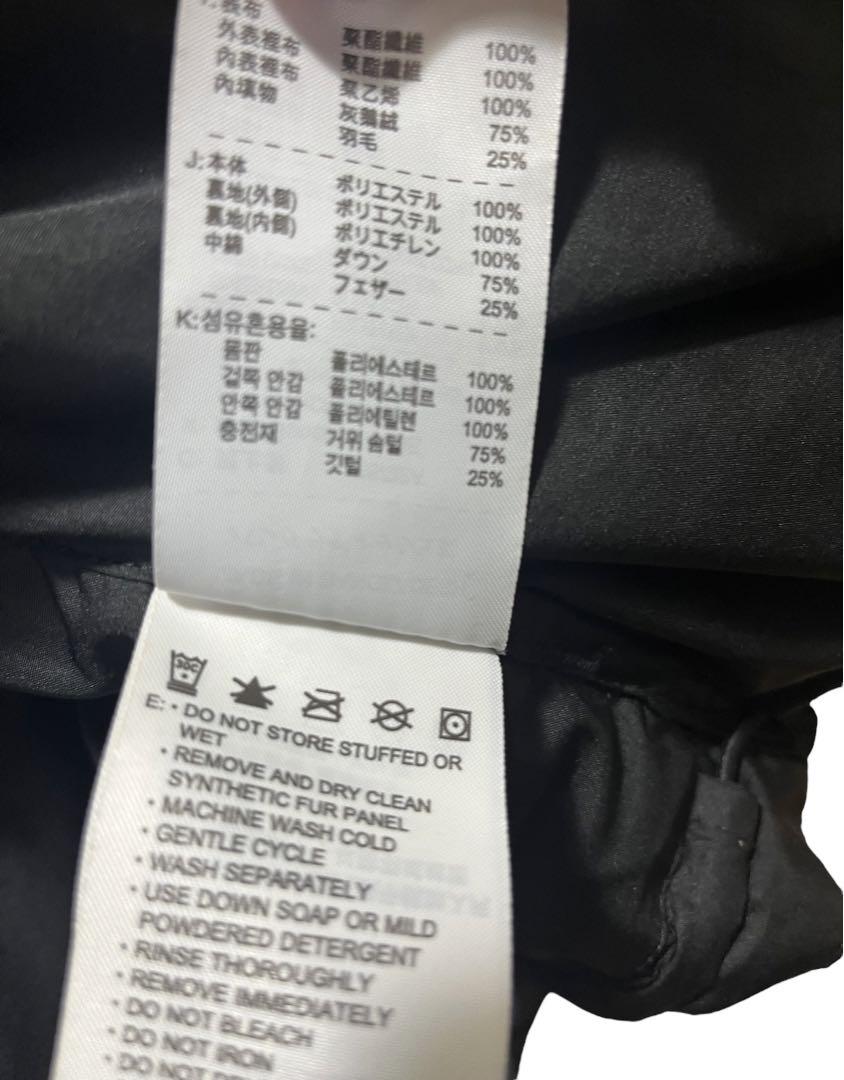 表布 聚酯纖維 100%
外表裡布 聚酯纖維 100%
內表裡布 聚乙烯 100%
內填物 灰鵝絨 75%
羽毛 25%
J:本体 ポリエステル 100%
裏地(外側) ポリエステル 100%
裏地(内側) ポリエチレン 100%
中綿 ダウン 75%
フェザー 25%
K:섬유혼용율:
몸판 폴리에스테르 100%
겉쪽 안감 폴리에스테르 100%
안쪽 안감 폴리에틸렌 100%
충전재 거위 솜털 75%
깃털 25%
SDC
E: • DO NOT STORE STUFFED OR
WET
• REMOVE AND DRY CLEAN
SYNTHETIC FUR PANEL
• MACHINE WASH COLD
• GENTLE CYCLE
• WASH SEPARATELY
• USE DOWN SOAP OR MILD
POWDERED DETERGENT
• RINSE THOROUGHLY
• REMOVE IMMEDIATELY
• DO NOT BLEACH
• DO NOT IRON
• DO NOT